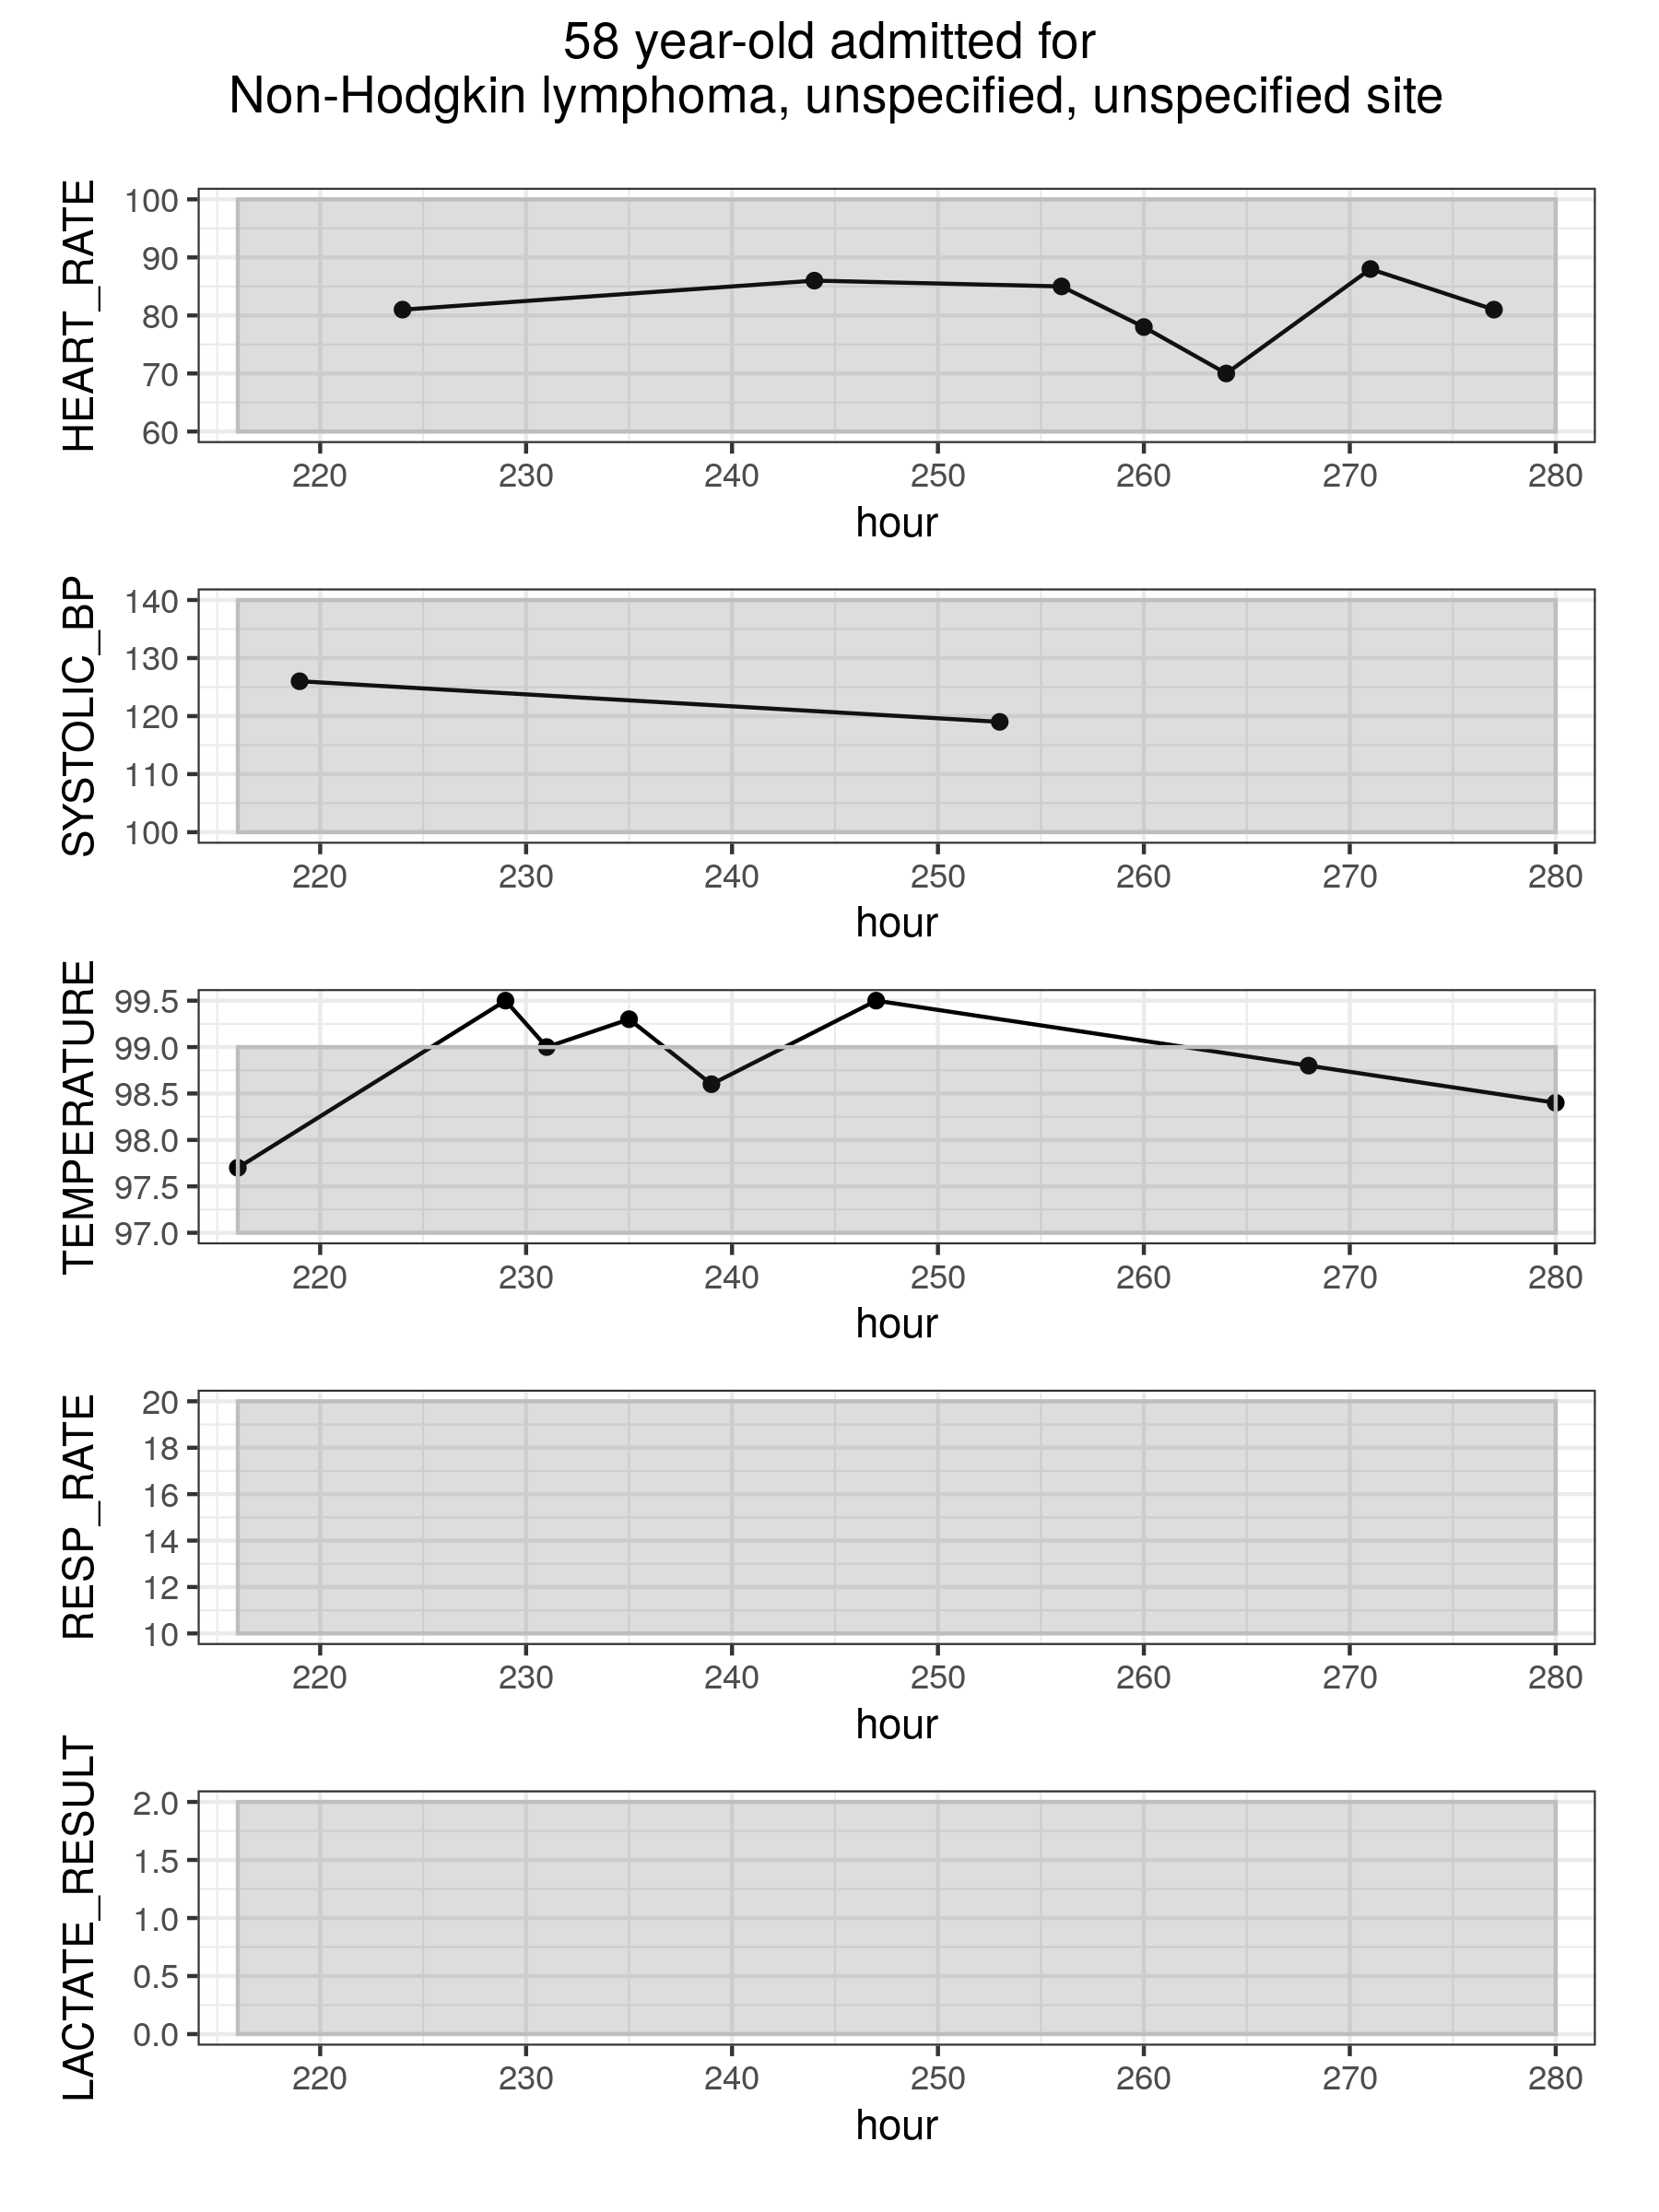 58 year-old admitted for
Non-Hodgkin lymphoma, unspecified, unspecified site
HEART_RATE
100
90
80
70
60
220 230 240 250 260 270 280
hour
SYSTOLIC_BP
140
130
120
110
100
220 230 240 250 260 270 280
hour
TEMPERATURE
99.5
99.0
98.5
98.0
97.5
97.0
220 230 240 250 260 270 280
hour
RESP_RATE
20
18
16
14
12
10
220 230 240 250 260 270 280
hour
LACTATE_RESULT
2.0
1.5
1.0
0.5
0.0
220 230 240 250 260 270 280
hour